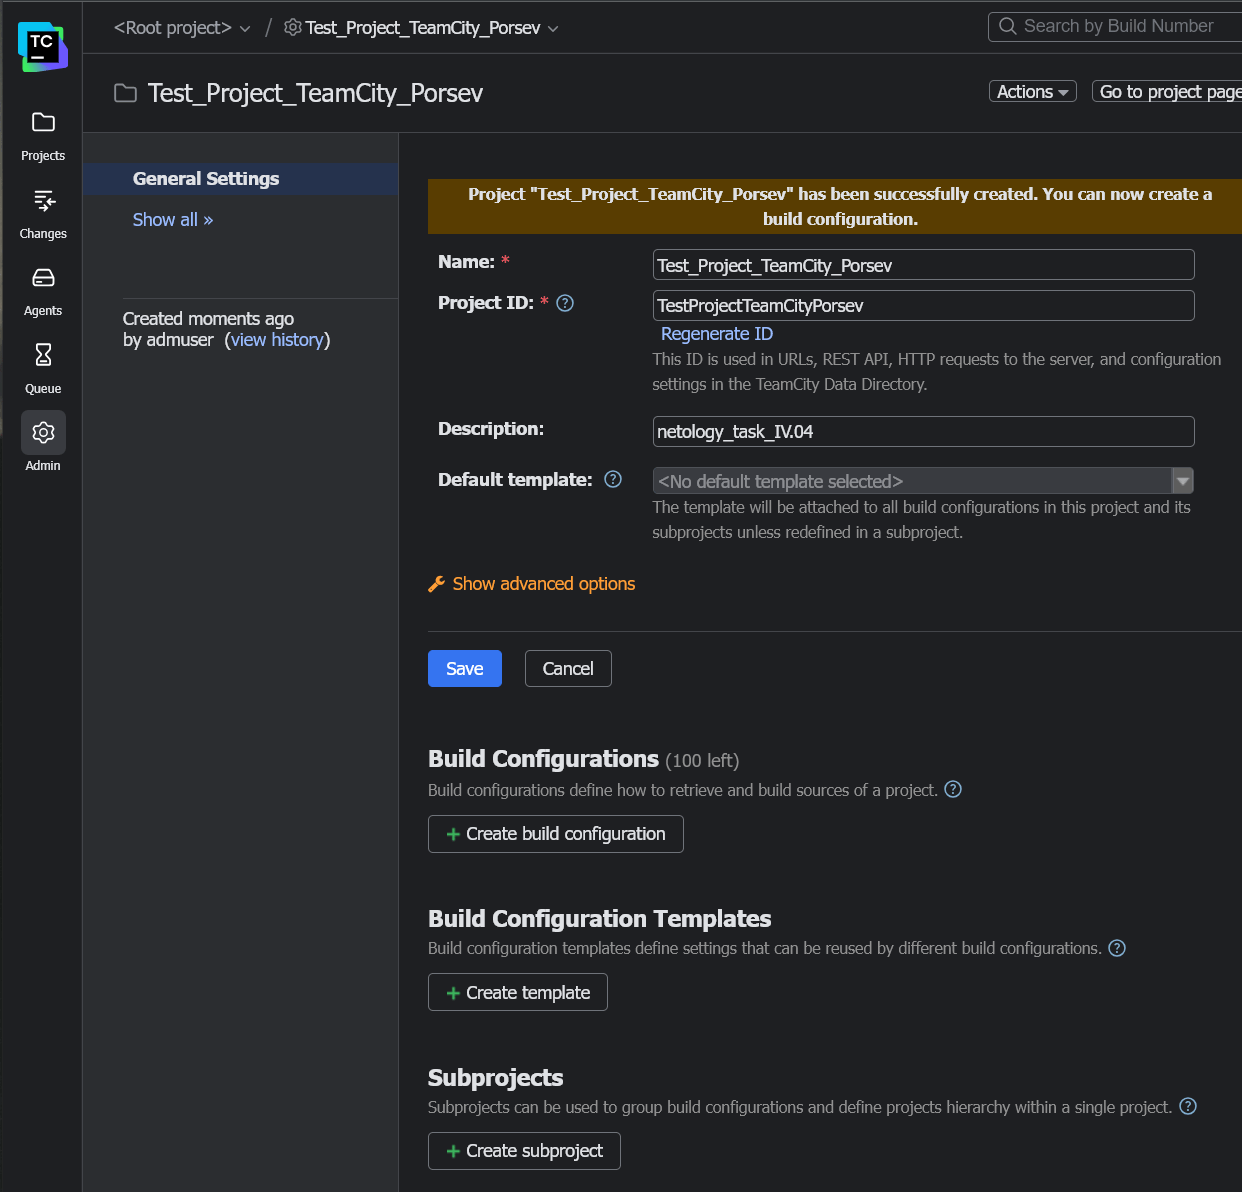 TC
<Root project> / Test_Project_TeamCity_Porsev
Search by Build Number
Test_Project_TeamCity_Porsev
Actions
Go to project page
Projects
Changes
Agents
Queue
Admin
General Settings
Show all »
Created moments ago
by admuser (view history)
Project "Test_Project_TeamCity_Porsev" has been successfully created. You can now create a
build configuration.
Name: * Test_Project_TeamCity_Porsev
Project ID: * ? TestProjectTeamCityPorsev
Regenerate ID
This ID is used in URLs, REST API, HTTP requests to the server, and configuration
settings in the TeamCity Data Directory.
Description: netology_task_IV.04
Default template: ? <No default template selected>
The template will be attached to all build configurations in this project and its
subprojects unless redefined in a subproject.
Show advanced options
Save Cancel
Build Configurations (100 left)
Build configurations define how to retrieve and build sources of a project. ?
+ Create build configuration
Build Configuration Templates
Build configuration templates define settings that can be reused by different build configurations. ?
+ Create template
Subprojects
Subprojects can be used to group build configurations and define projects hierarchy within a single project. ?
+ Create subproject